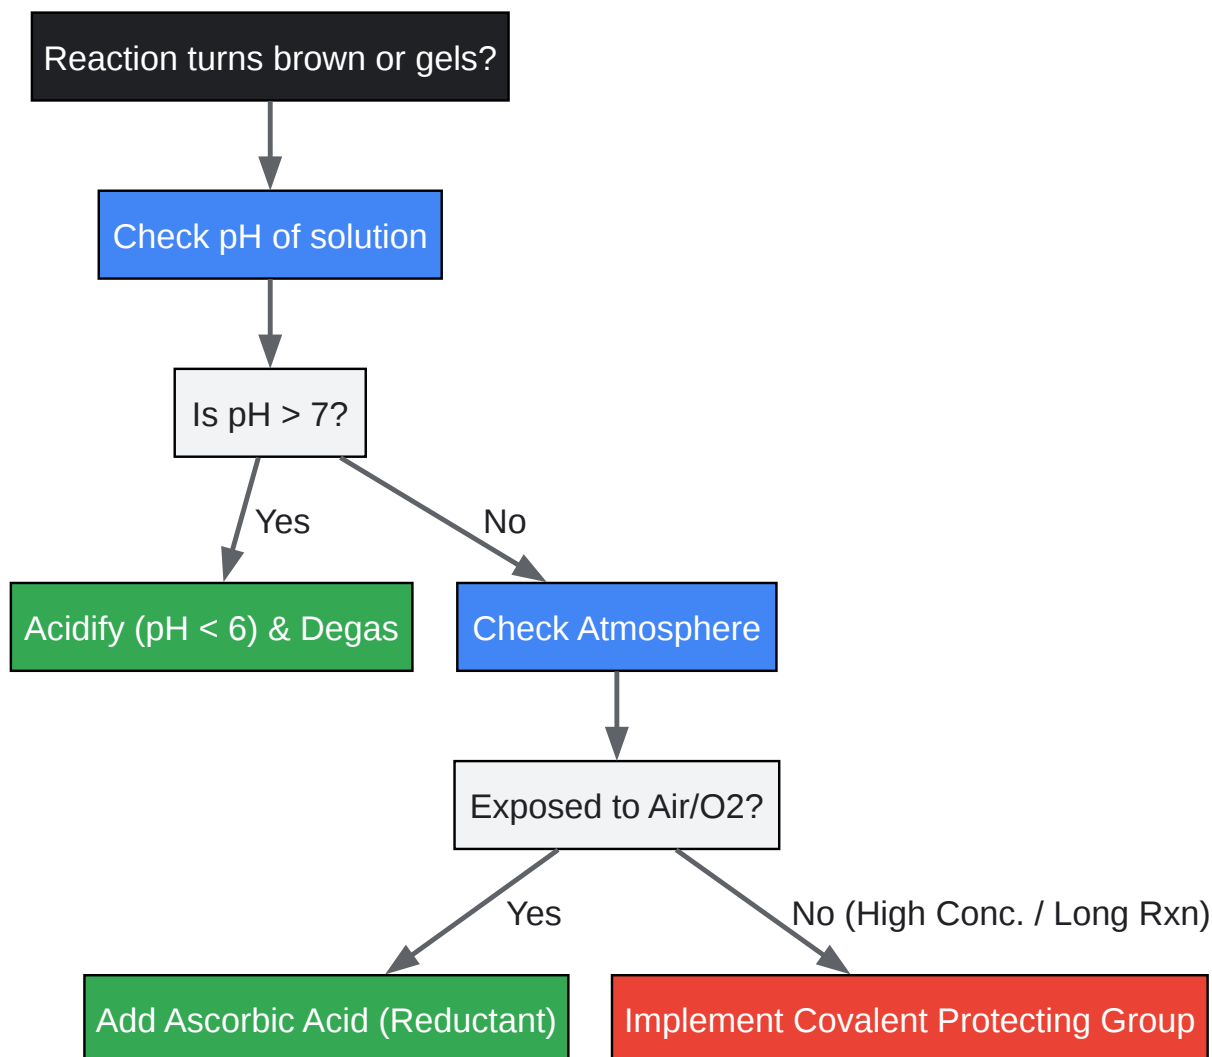 Reaction turns brown or gels?
Check pH of solution
Is pH > 7?
Yes
No
Acidify (pH < 6) & Degas
Check Atmosphere
Exposed to Air/O2?
Yes
No (High Conc. / Long Rxn)
Add Ascorbic Acid (Reductant)
Implement Covalent Protecting Group